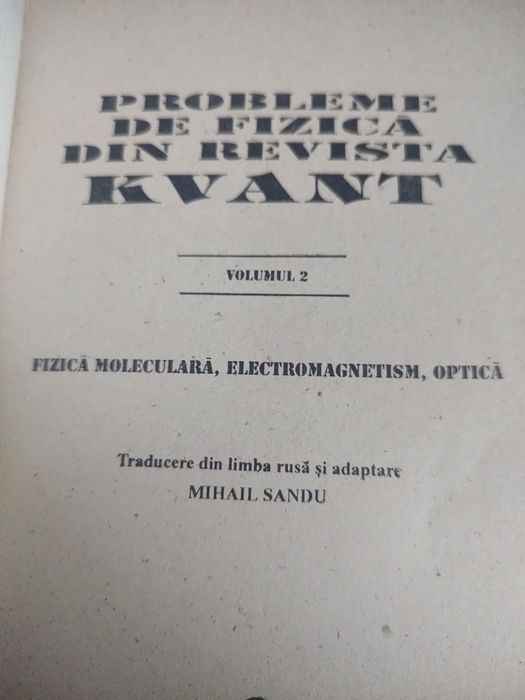 PROBLEME
DE FIZICĂ
DIN REVISTA
KVANT
VOLUMUL 2
FIZICĂ MOLECULARĂ, ELECTROMAGNETISM, OPTICĂ
Traducere din limba rusă și adaptare
MIHAIL SANDU